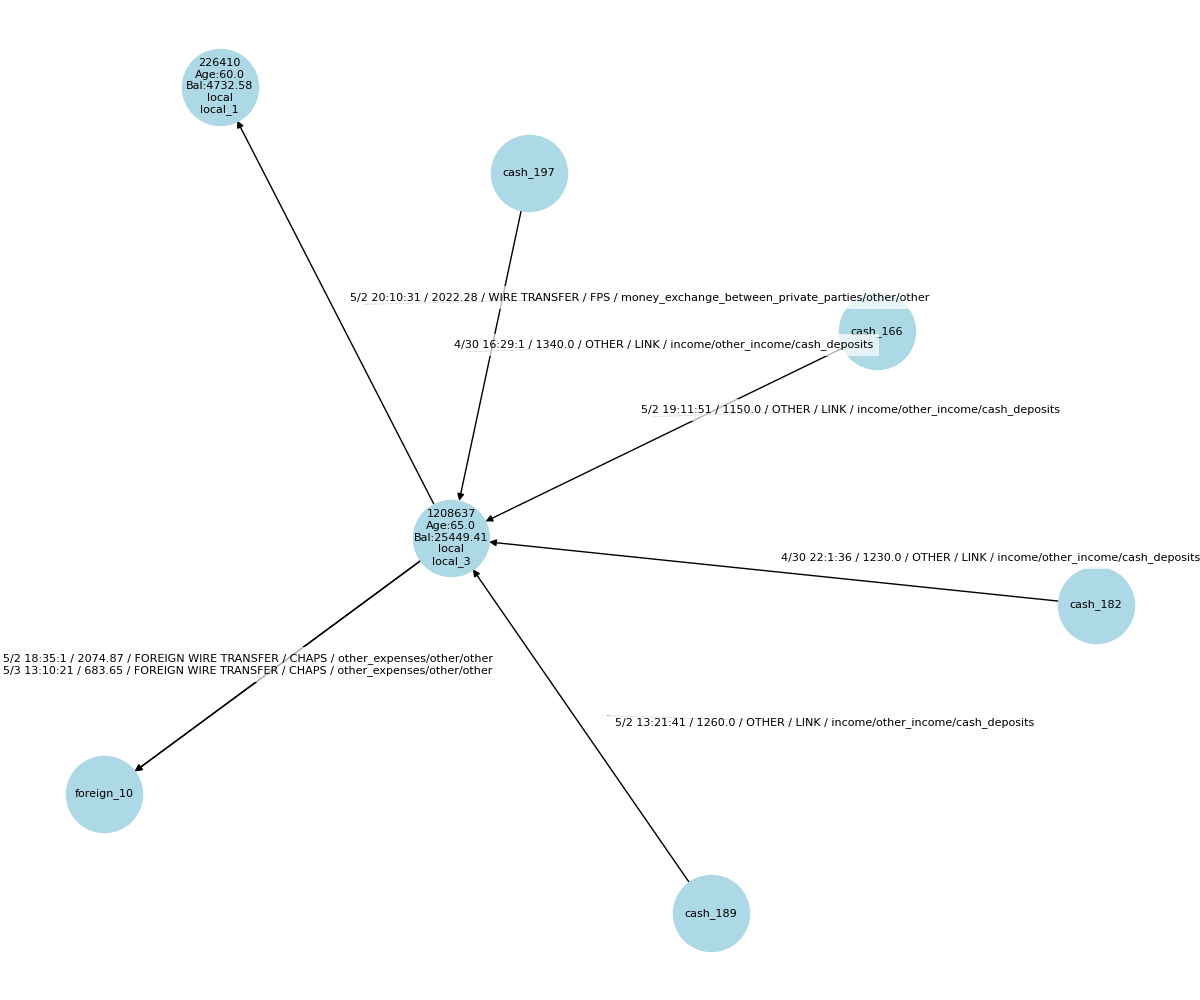 226410
Age:60.0
Bal:4732.58
local
local_1
cash_197
5/2 20:10:31 / 2022.28 / WIRE TRANSFER / FPS / money_exchange_between_private_parties/other/other
cash_166
4/30 16:29:1 / 1340.0 / OTHER / LINK / income/other_income/cash_deposits
5/2 19:11:51 / 1150.0 / OTHER / LINK / income/other_income/cash_deposits
1208637
Age:65.0
Bal:25449.41
local
local_3
4/30 22:1:36 / 1230.0 / OTHER / LINK / income/other_income/cash_deposits
cash_182
5/2 18:35:1 / 2074.87 / FOREIGN WIRE TRANSFER / CHAPS / other_expenses/other/other
5/3 13:10:21 / 683.65 / FOREIGN WIRE TRANSFER / CHAPS / other_expenses/other/other
5/2 13:21:41 / 1260.0 / OTHER / LINK / income/other_income/cash_deposits
foreign_10
cash_189